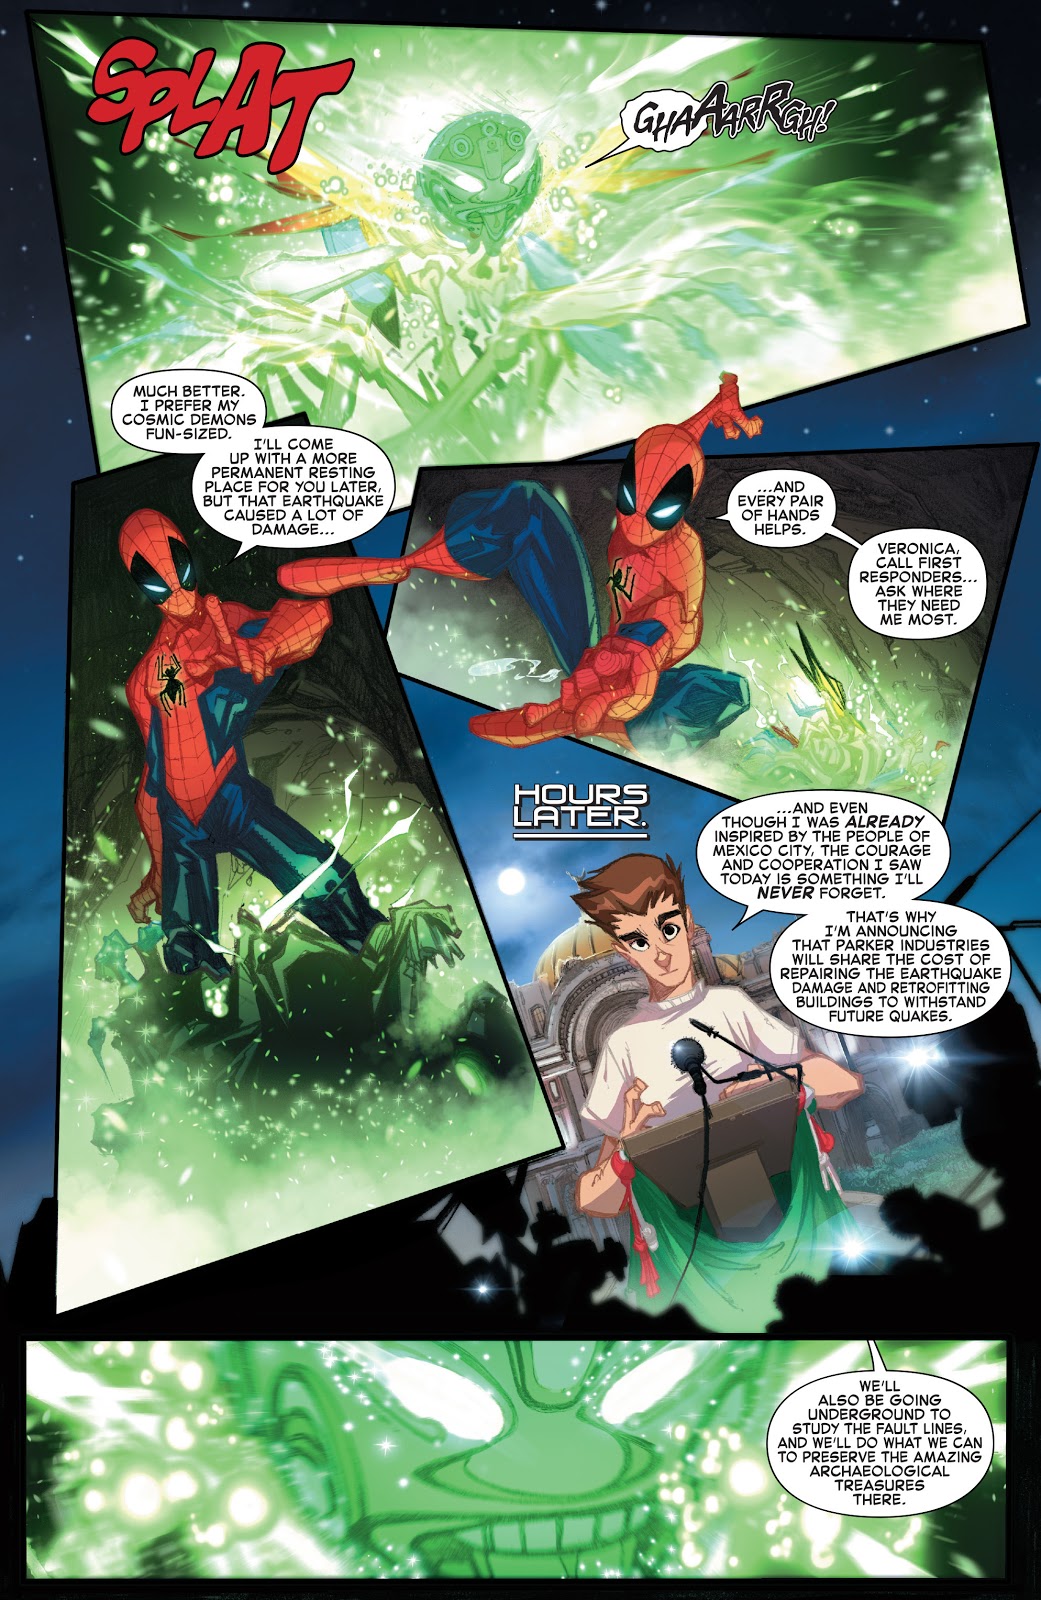 SPLAT
GHAAAARRGH!
MUCH BETTER.
I PREFER MY
COSMIC DEMONS
FUN-SIZED.
I'LL COME
UP WITH A MORE
PERMANENT RESTING
PLACE FOR YOU LATER,
BUT THAT EARTHQUAKE
CAUSED A LOT OF
DAMAGE...
...AND
EVERY PAIR
OF HANDS
HELPS.
VERONICA,
CALL FIRST
RESPONDERS...
ASK WHERE
THEY NEED
ME MOST.
HOURS
LATER.
...AND EVEN
THOUGH I WAS ALREADY
INSPIRED BY THE PEOPLE OF
MEXICO CITY, THE COURAGE
AND COOPERATION I SAW
TODAY IS SOMETHING I'LL
NEVER FORGET.
THAT'S WHY
I'M ANNOUNCING
THAT PARKER INDUSTRIES
WILL SHARE THE COST OF
REPAIRING THE EARTHQUAKE
DAMAGE AND RETROFITTING
BUILDINGS TO WITHSTAND
FUTURE QUAKES.
WE'LL
ALSO BE GOING
UNDERGROUND TO
STUDY THE FAULT LINES,
AND WE'LL DO WHAT WE CAN
TO PRESERVE THE AMAZING
ARCHAEOLOGICAL
TREASURES
THERE.